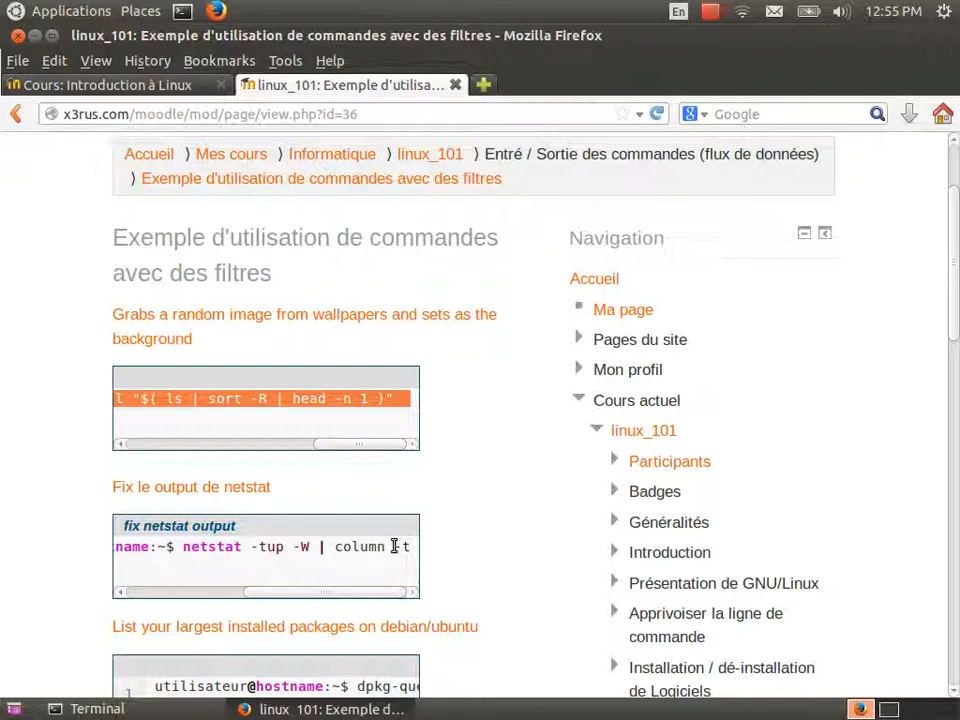 Applications Places En 12:55 PM
linux_101: Exemple d'utilisation de commandes avec des filtres - Mozilla Firefox
File Edit View History Bookmarks Tools Help
Cours: Introduction à Linux linux_101: Exemple d'utilisa...
x3rus.com/moodle/mod/page/view.php?id=36 Google
Accueil Mes cours Informatique linux_101 Entré / Sortie des commandes (flux de données)
Exemple d'utilisation de commandes avec des filtres
Exemple d'utilisation de commandes
avec des filtres
Grabs a random image from wallpapers and sets as the
background
l "$( ls | sort -R | head -n 1 )"
Fix le output de netstat
fix netstat output
tname:~$ netstat -tup -W | column -t
List your largest installed packages on debian/ubuntu
1 utilisateur@hostname:~$ dpkg-que
Navigation
Accueil
Ma page
Pages du site
Mon profil
Cours actuel
linux_101
Participants
Badges
Généralités
Introduction
Présentation de GNU/Linux
Apprivoiser la ligne de
commande
Installation / dé-installation
de Logiciels
Terminal linux_101: Exemple d...